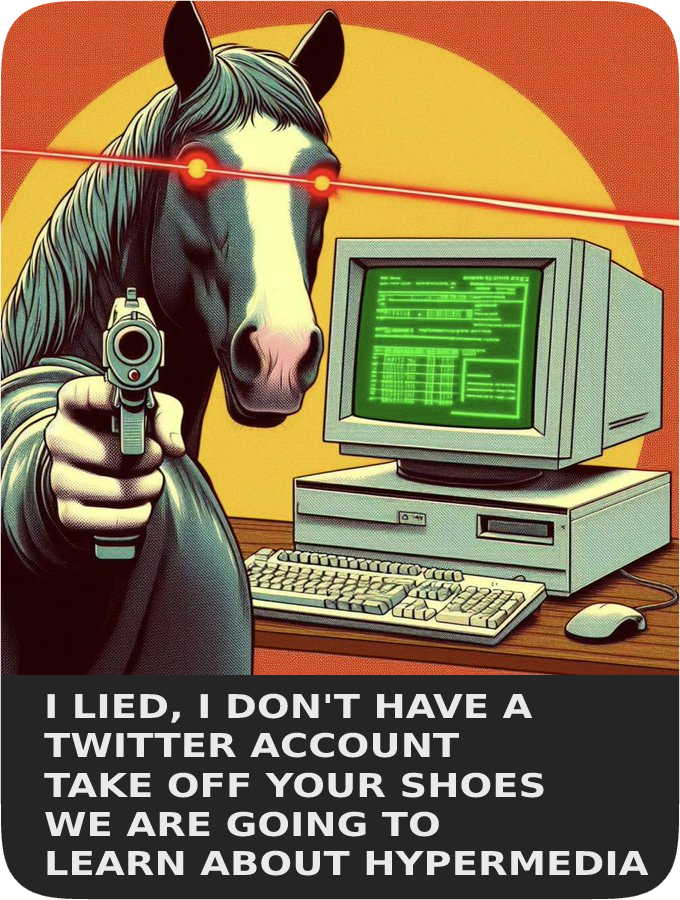 I LIED, I DON'T HAVE A
TWITTER ACCOUNT
TAKE OFF YOUR SHOES
WE ARE GOING TO
LEARN ABOUT HYPERMEDIA